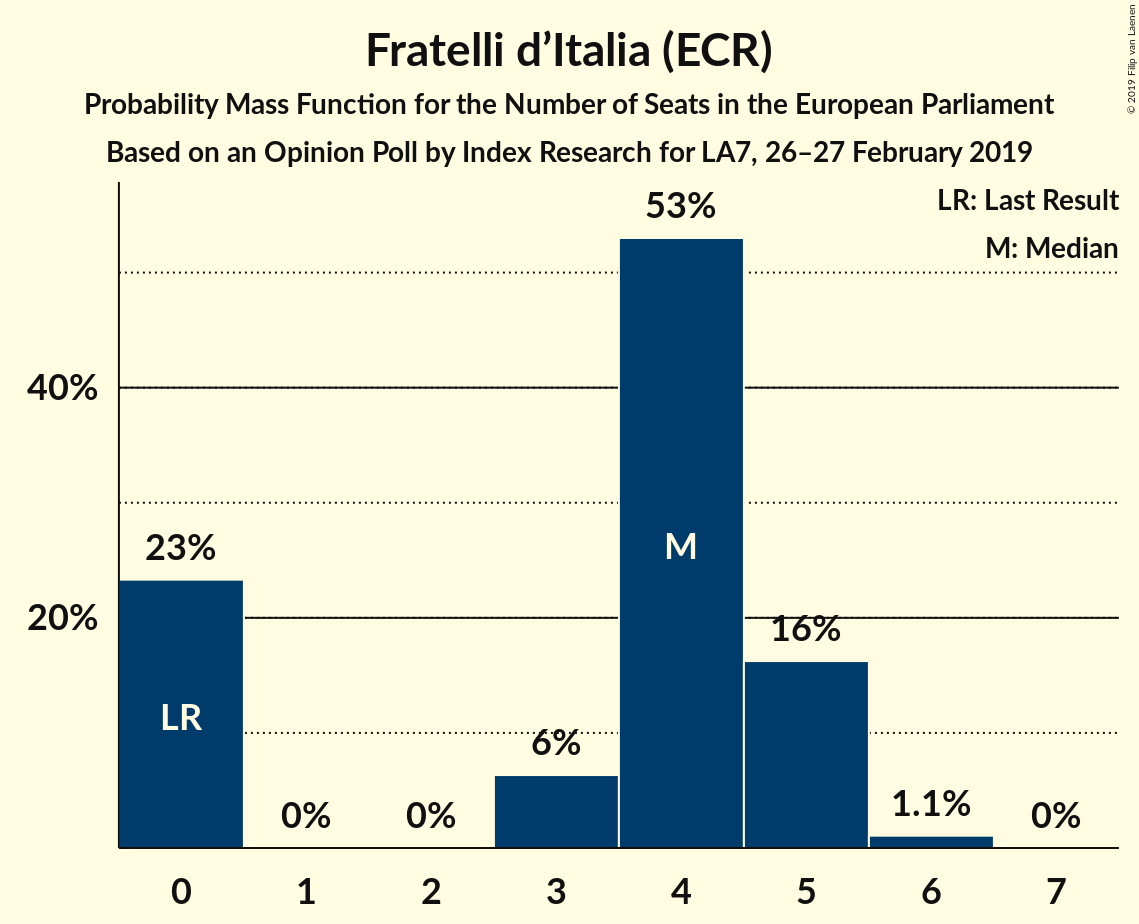 Fratelli d’Italia (ECR)
Probability Mass Function for the Number of Seats in the European Parliament
Based on an Opinion Poll by Index Research for LA7, 26–27 February 2019
© 2019 Filip van Laenen
LR: Last Result
M: Median
53%
40%
23%
M
20%
16%
LR
6%
0%
0%
1.1%
0%
0
1
2
3
4
5
6
7